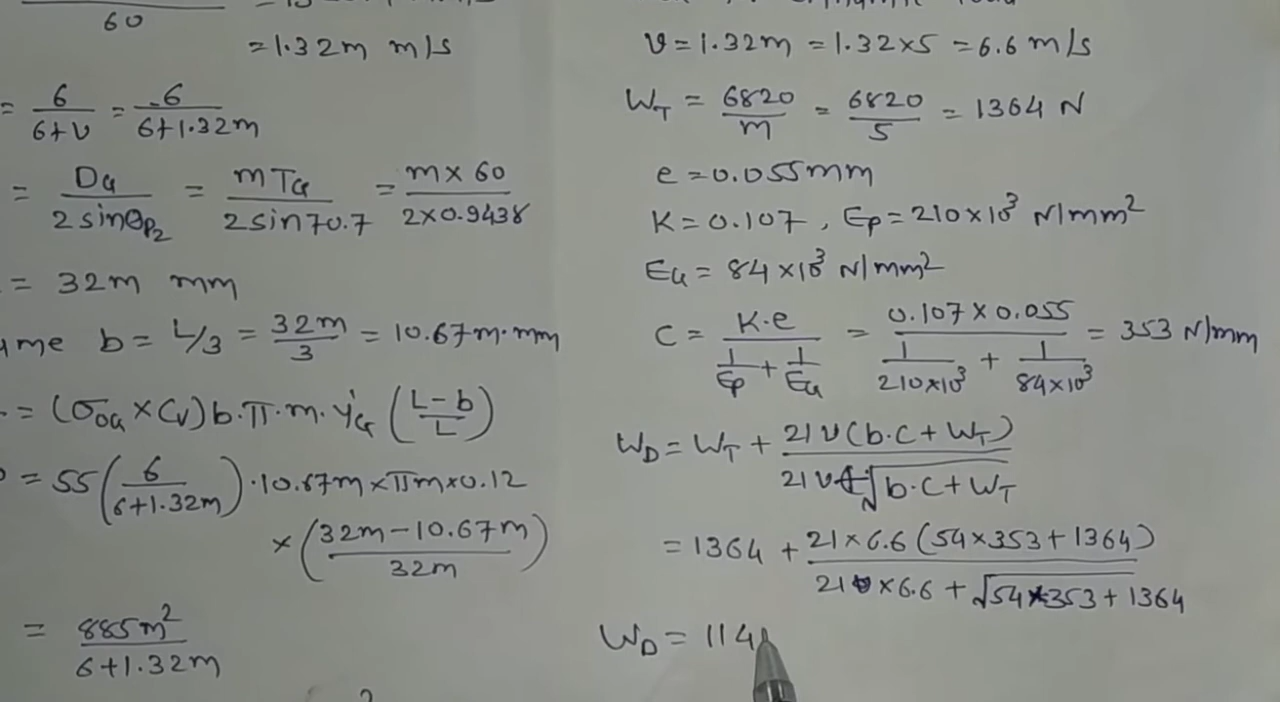 60
= 1.32m m/s
= 6/(6+v) = 6/(6+1.32m)
= DG/(2 sinθp2) = mTG/(2 sin70.7) = (m×60)/(2×0.9438)
= 32m mm
me b = L/3 = 32m/3 = 10.67m·mm
= (σOG × CV) b·π·m·y'G ((L-b)/L)
= 55 (6/(6+1.32m))·10.67m×πm×0.12
× ((32m-10.67m)/32m)
= 885m²/(6+1.32m)
v = 1.32m = 1.32×5 = 6.6 m/s
WT = 6820/m = 6820/5 = 1364 N
e = 0.055mm
K = 0.107, EP = 210×10³ N/mm²
EG = 84×10³ N/mm²
C = K·e/(1/EP + 1/EG) = (0.107×0.055)/(1/(210×10³) + 1/(84×10³)) = 353 N/mm
WD = WT + 21v(b·C+WT)/(21v+√(b·C+WT))
= 1364 + 21×6.6(54×353+1364)/(21×6.6+√(54×353+1364))
WD = 114